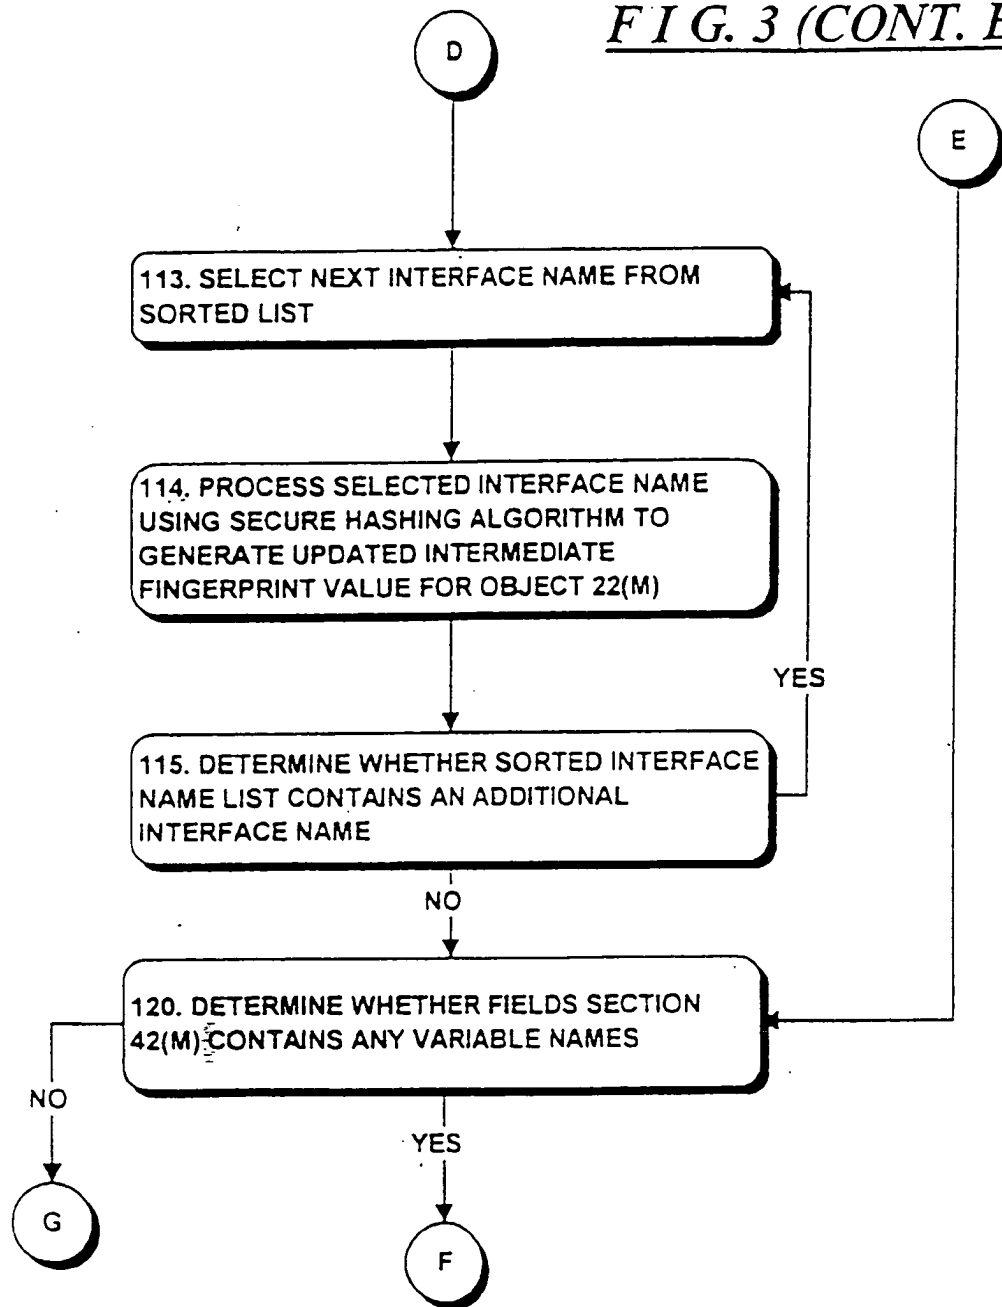 F I G. 3 (CONT. B
D
E
113. SELECT NEXT INTERFACE NAME FROM
SORTED LIST
114. PROCESS SELECTED INTERFACE NAME
USING SECURE HASHING ALGORITHM TO
GENERATE UPDATED INTERMEDIATE
FINGERPRINT VALUE FOR OBJECT 22(M)
YES
115. DETERMINE WHETHER SORTED INTERFACE
NAME LIST CONTAINS AN ADDITIONAL
INTERFACE NAME
NO
120. DETERMINE WHETHER FIELDS SECTION
42(M) CONTAINS ANY VARIABLE NAMES
NO
YES
G
F